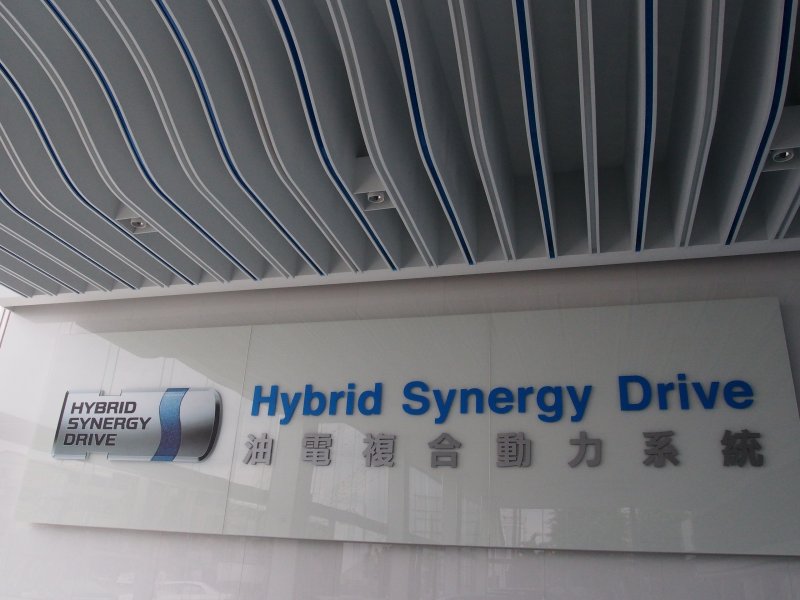 HYBRID
SYNERGY
DRIVE
Hybrid Synergy Drive
油電複合動力系統